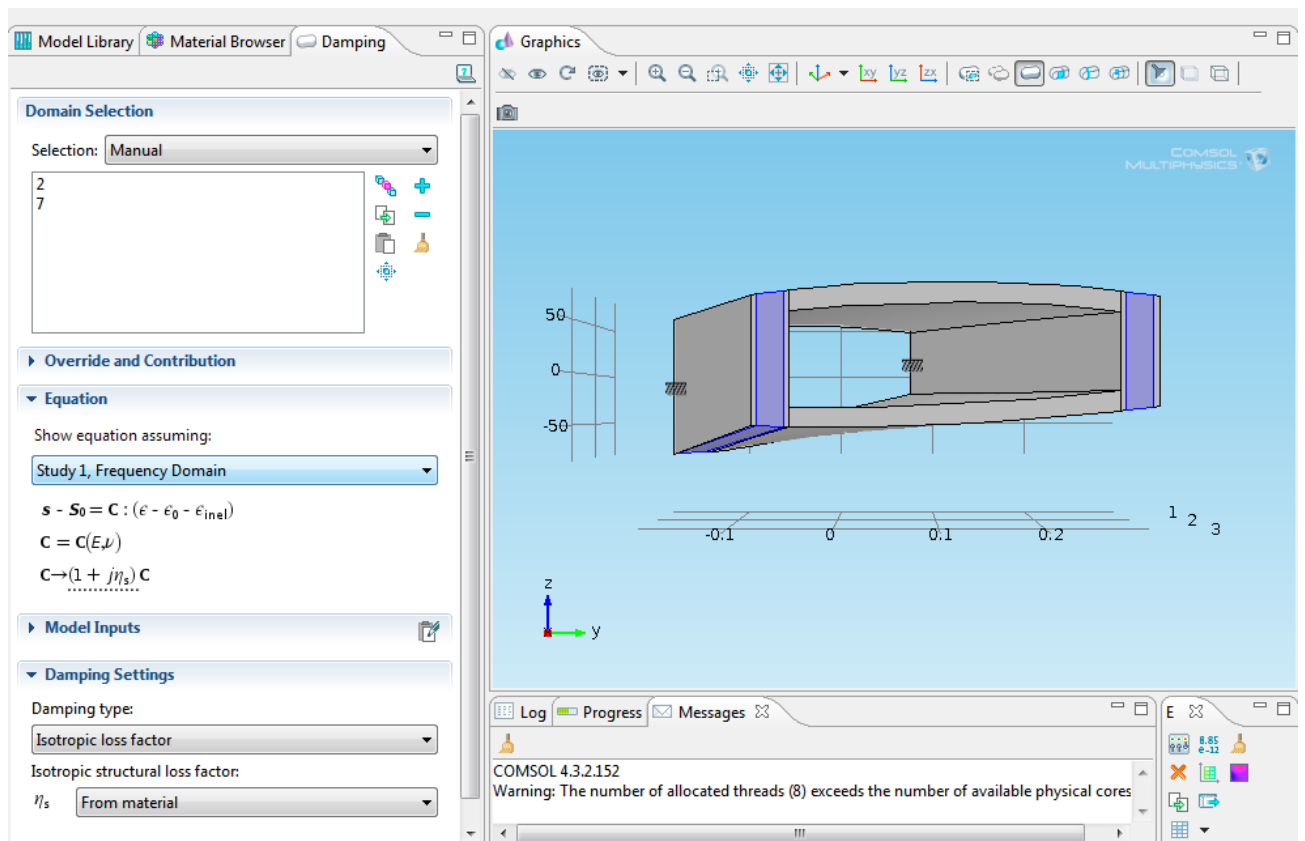 Model Library Material Browser Damping
Domain Selection
Selection: Manual
2
7
Override and Contribution
Equation
Show equation assuming:
Study 1, Frequency Domain
s - S₀ = C : (ϵ - ϵ₀ - ϵinel)
C = C(E,ν)
C→(1 + jηs) C
Model Inputs
Damping Settings
Damping type:
Isotropic loss factor
Isotropic structural loss factor:
ηs From material
Graphics
xy yz zx
COMSOL
MULTIPHYSICS
50
0
-50
-0.1 0 0.1 0.2
1 2 3
z
y
Log Progress Messages
COMSOL 4.3.2.152
Warning: The number of allocated threads (8) exceeds the number of available physical cores
E
8.85
e-12